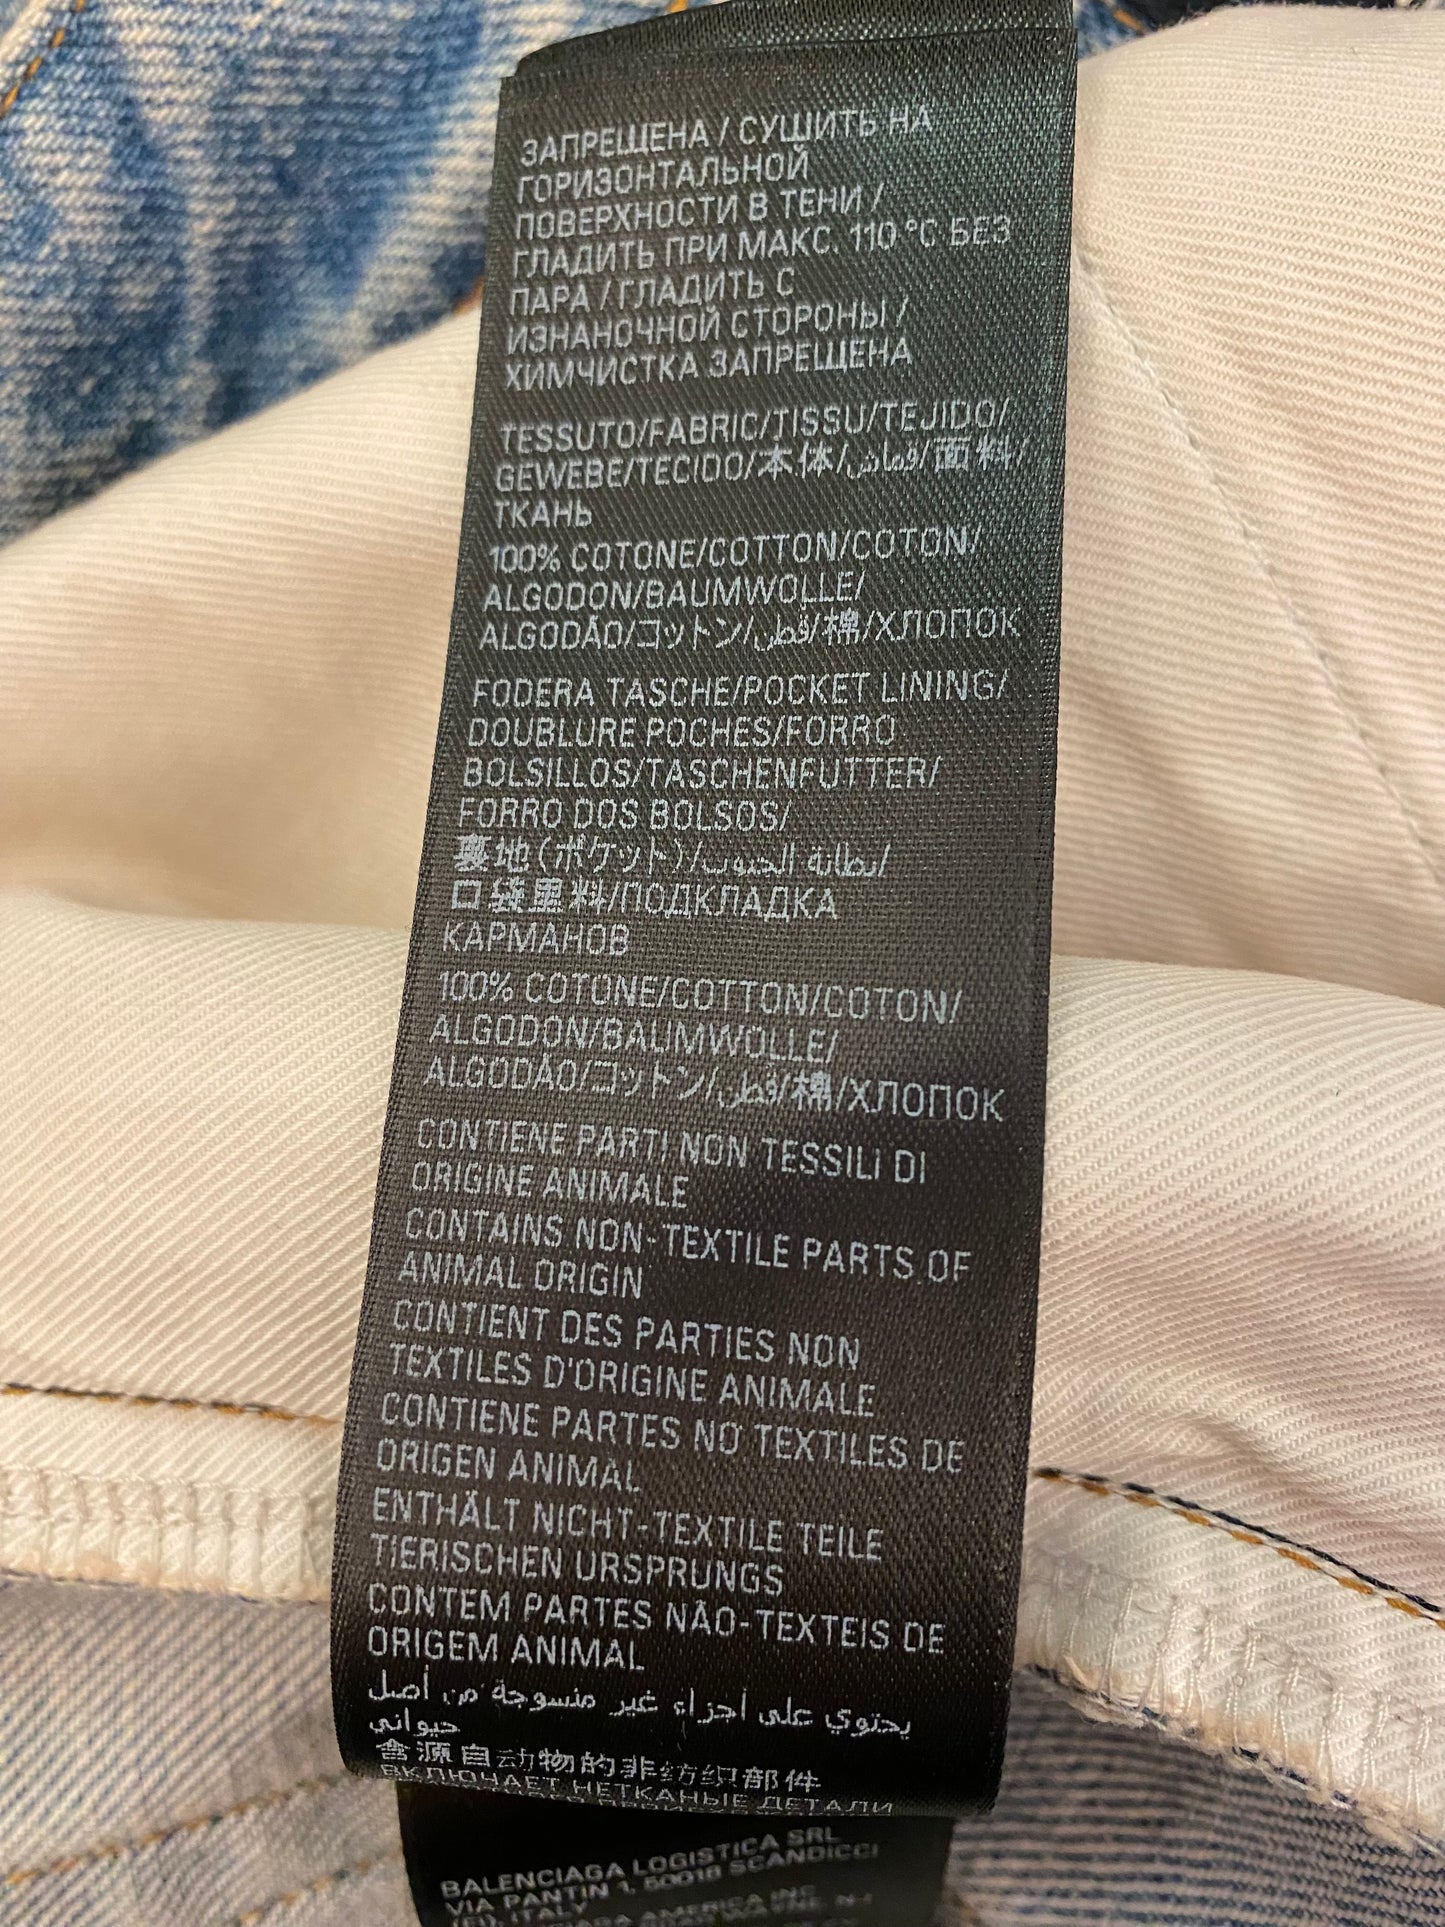 ЗАПРЕЩЕНА / СУШИТЬ НА
ГОРИЗОНТАЛЬНОЙ
ПОВЕРХНОСТИ В ТЕНИ /
ГЛАДИТЬ ПРИ МАКС. 110 °C БЕЗ
ПАРА / ГЛАДИТЬ С
ИЗНАНОЧНОЙ СТОРОНЫ /
ХИМЧИСТКА ЗАПРЕЩЕНА
TESSUTO/FABRIC/TISSU/TEJIDO/
GEWEBE/TECIDO/本体/قماش/面料/
ТКАНЬ
100% COTONE/COTTON/COTON/
ALGODON/BAUMWOLLE/
ALGODÃO/コットン/قطن/棉/ХЛОПОК
FODERA TASCHE/POCKET LINING/
DOUBLURE POCHES/FORRO
BOLSILLOS/TASCHENFUTTER/
FORRO DOS BOLSOS/
裏地(ポケット)/بطانة الجيوب/
口袋里料/ПОДКЛАДКА
КАРМАНОВ
100% COTONE/COTTON/COTON/
ALGODON/BAUMWOLLE/
ALGODÃO/コットン/قطن/棉/ХЛОПОК
CONTIENE PARTI NON TESSILI DI
ORIGINE ANIMALE
CONTAINS NON-TEXTILE PARTS OF
ANIMAL ORIGIN
CONTIENT DES PARTIES NON
TEXTILES D'ORIGINE ANIMALE
CONTIENE PARTES NO TEXTILES DE
ORIGEN ANIMAL
ENTHÄLT NICHT-TEXTILE TEILE
TIERISCHEN URSPRUNGS
CONTEM PARTES NÃO-TEXTEIS DE
ORIGEM ANIMAL
يحتوي على أجزاء غير منسوجة من أصل
حيواني
含源自动物的非纺织部件
ВКЛЮЧАЕТ НЕТКАНЫЕ ДЕТАЛИ
BALENCIAGA LOGISTICA SRL
VIA PANTIN 1, 50018 SCANDICCI
(FI), ITALY
AMERICA INC